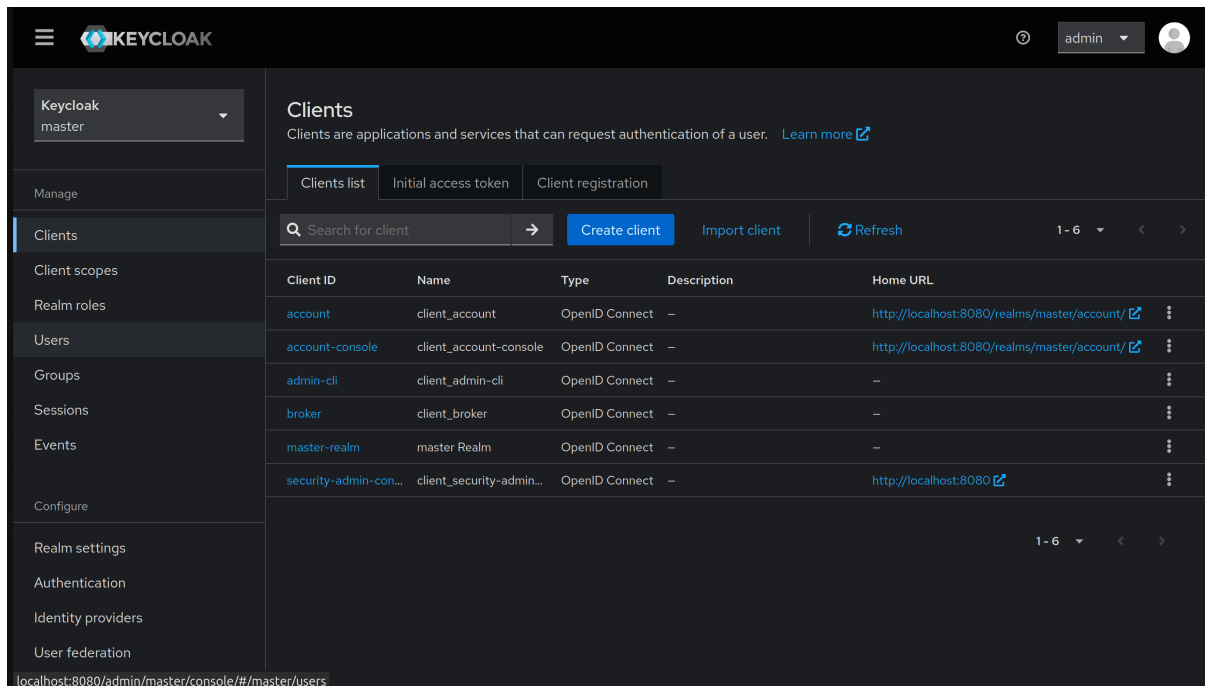 KEYCLOAK
admin
Keycloak
master
Manage
Clients
Client scopes
Realm roles
Users
Groups
Sessions
Events
Configure
Realm settings
Authentication
Identity providers
User federation
Clients
Clients are applications and services that can request authentication of a user. Learn more
Clients list Initial access token Client registration
Search for client Create client Import client Refresh 1 - 6
Client ID Name Type Description Home URL
account client_account OpenID Connect – http://localhost:8080/realms/master/account/
account-console client_account-console OpenID Connect – http://localhost:8080/realms/master/account/
admin-cli client_admin-cli OpenID Connect – –
broker client_broker OpenID Connect – –
master-realm master Realm OpenID Connect – –
security-admin-con... client_security-admin... OpenID Connect – http://localhost:8080
1 - 6
localhost:8080/admin/master/console/#/master/users